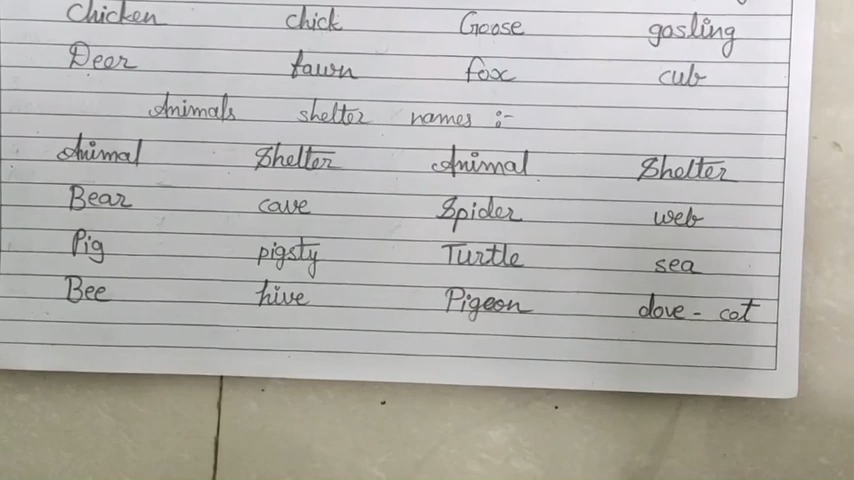 Chicken chick Goose gosling
Deer fawn fox cub
Animals shelter names :-
Animal Shelter Animal Shelter
Bear cave Spider web
Pig pigsty Turtle sea
Bee hive Pigeon dove - cot